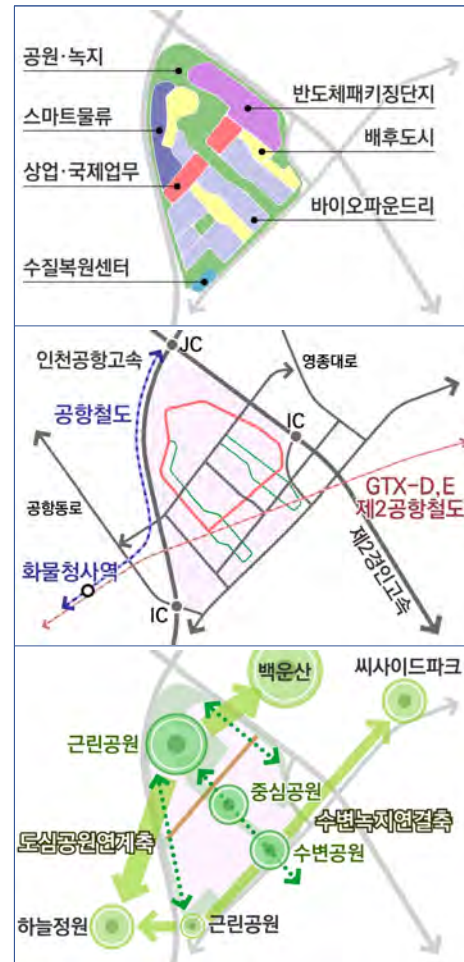 공원·녹지
반도체패키징단지
스마트물류
배후도시
상업·국제업무
바이오파운드리
수질복원센터
JC
인천공항고속
영종대로
공항철도
IC
GTX-D,E
제2공항철도
공항동로
제2경인고속
화물청사역
IC
백운산
씨사이드파크
근린공원
중심공원
수변녹지연결축
도심공원연계축
수변공원
하늘정원
근린공원